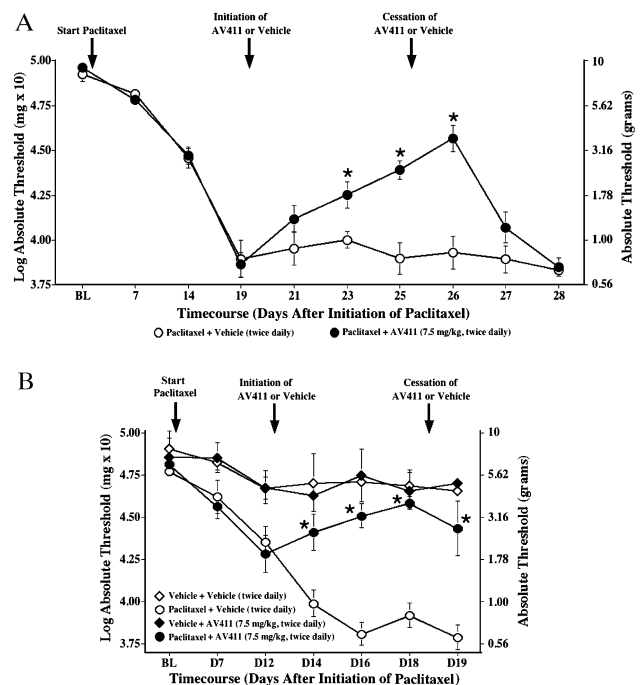 A
Start Paclitaxel
Initiation of
AV411 or Vehicle
Cessation of
AV411 or Vehicle
Log Absolute Threshold (mg x 10)
5.00
4.75
4.50
4.25
4.00
3.75
10
5.62
3.16
1.78
1.00
0.56
Absolute Threshold (grams)
* * *
BL 7 14 19 21 23 25 26 27 28
Timecourse (Days After Initiation of Paclitaxel)
Paclitaxel + Vehicle (twice daily) Paclitaxel + AV411 (7.5 mg/kg, twice daily)
B
Start
Paclitaxel
Initiation of
AV411 or Vehicle
Cessation of
AV411 or Vehicle
Log Absolute Threshold (mg x 10)
5.00
4.75
4.50
4.25
4.00
3.75
10
5.62
3.16
1.78
1.00
0.56
Absolute Threshold (grams)
* * * *
Vehicle + Vehicle (twice daily)
Paclitaxel + Vehicle (twice daily)
Vehicle + AV411 (7.5 mg/kg, twice daily)
Paclitaxel + AV411 (7.5 mg/kg, twice daily)
BL D7 D12 D14 D16 D18 D19
Timecourse (Days After Initiation of Paclitaxel)